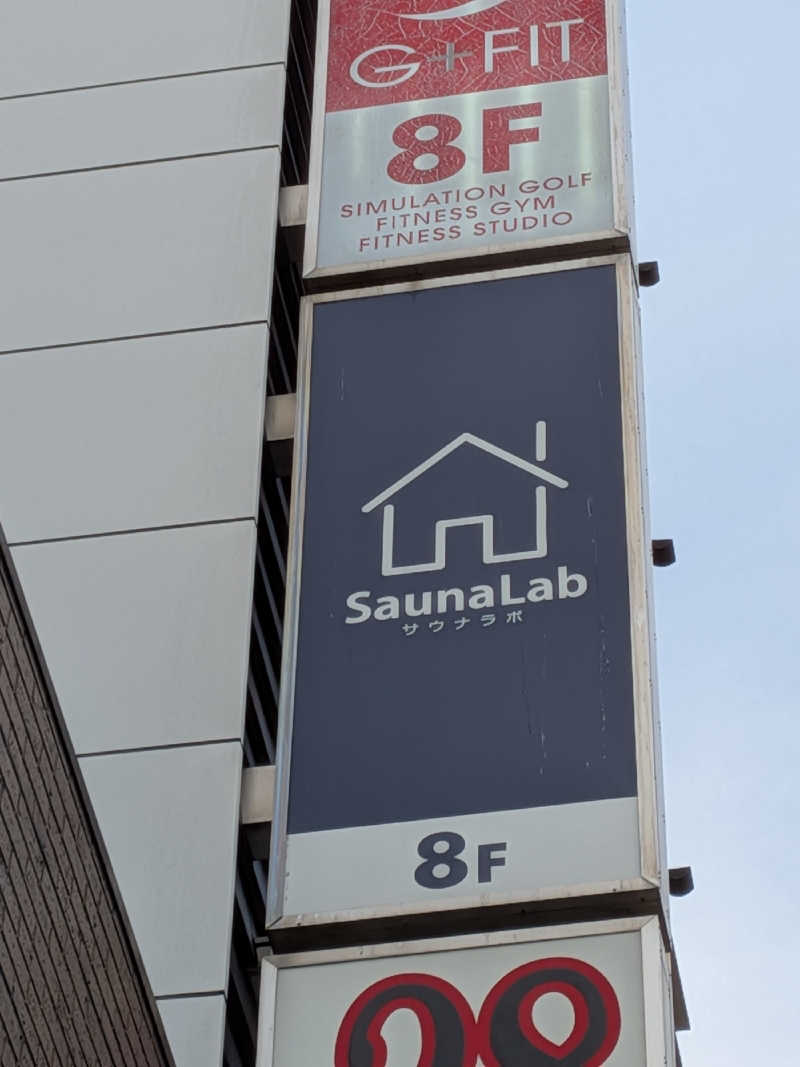 G+FIT
8F
SIMULATION GOLF
FITNESS GYM
FITNESS STUDIO
SaunaLab
サウナラボ
8F